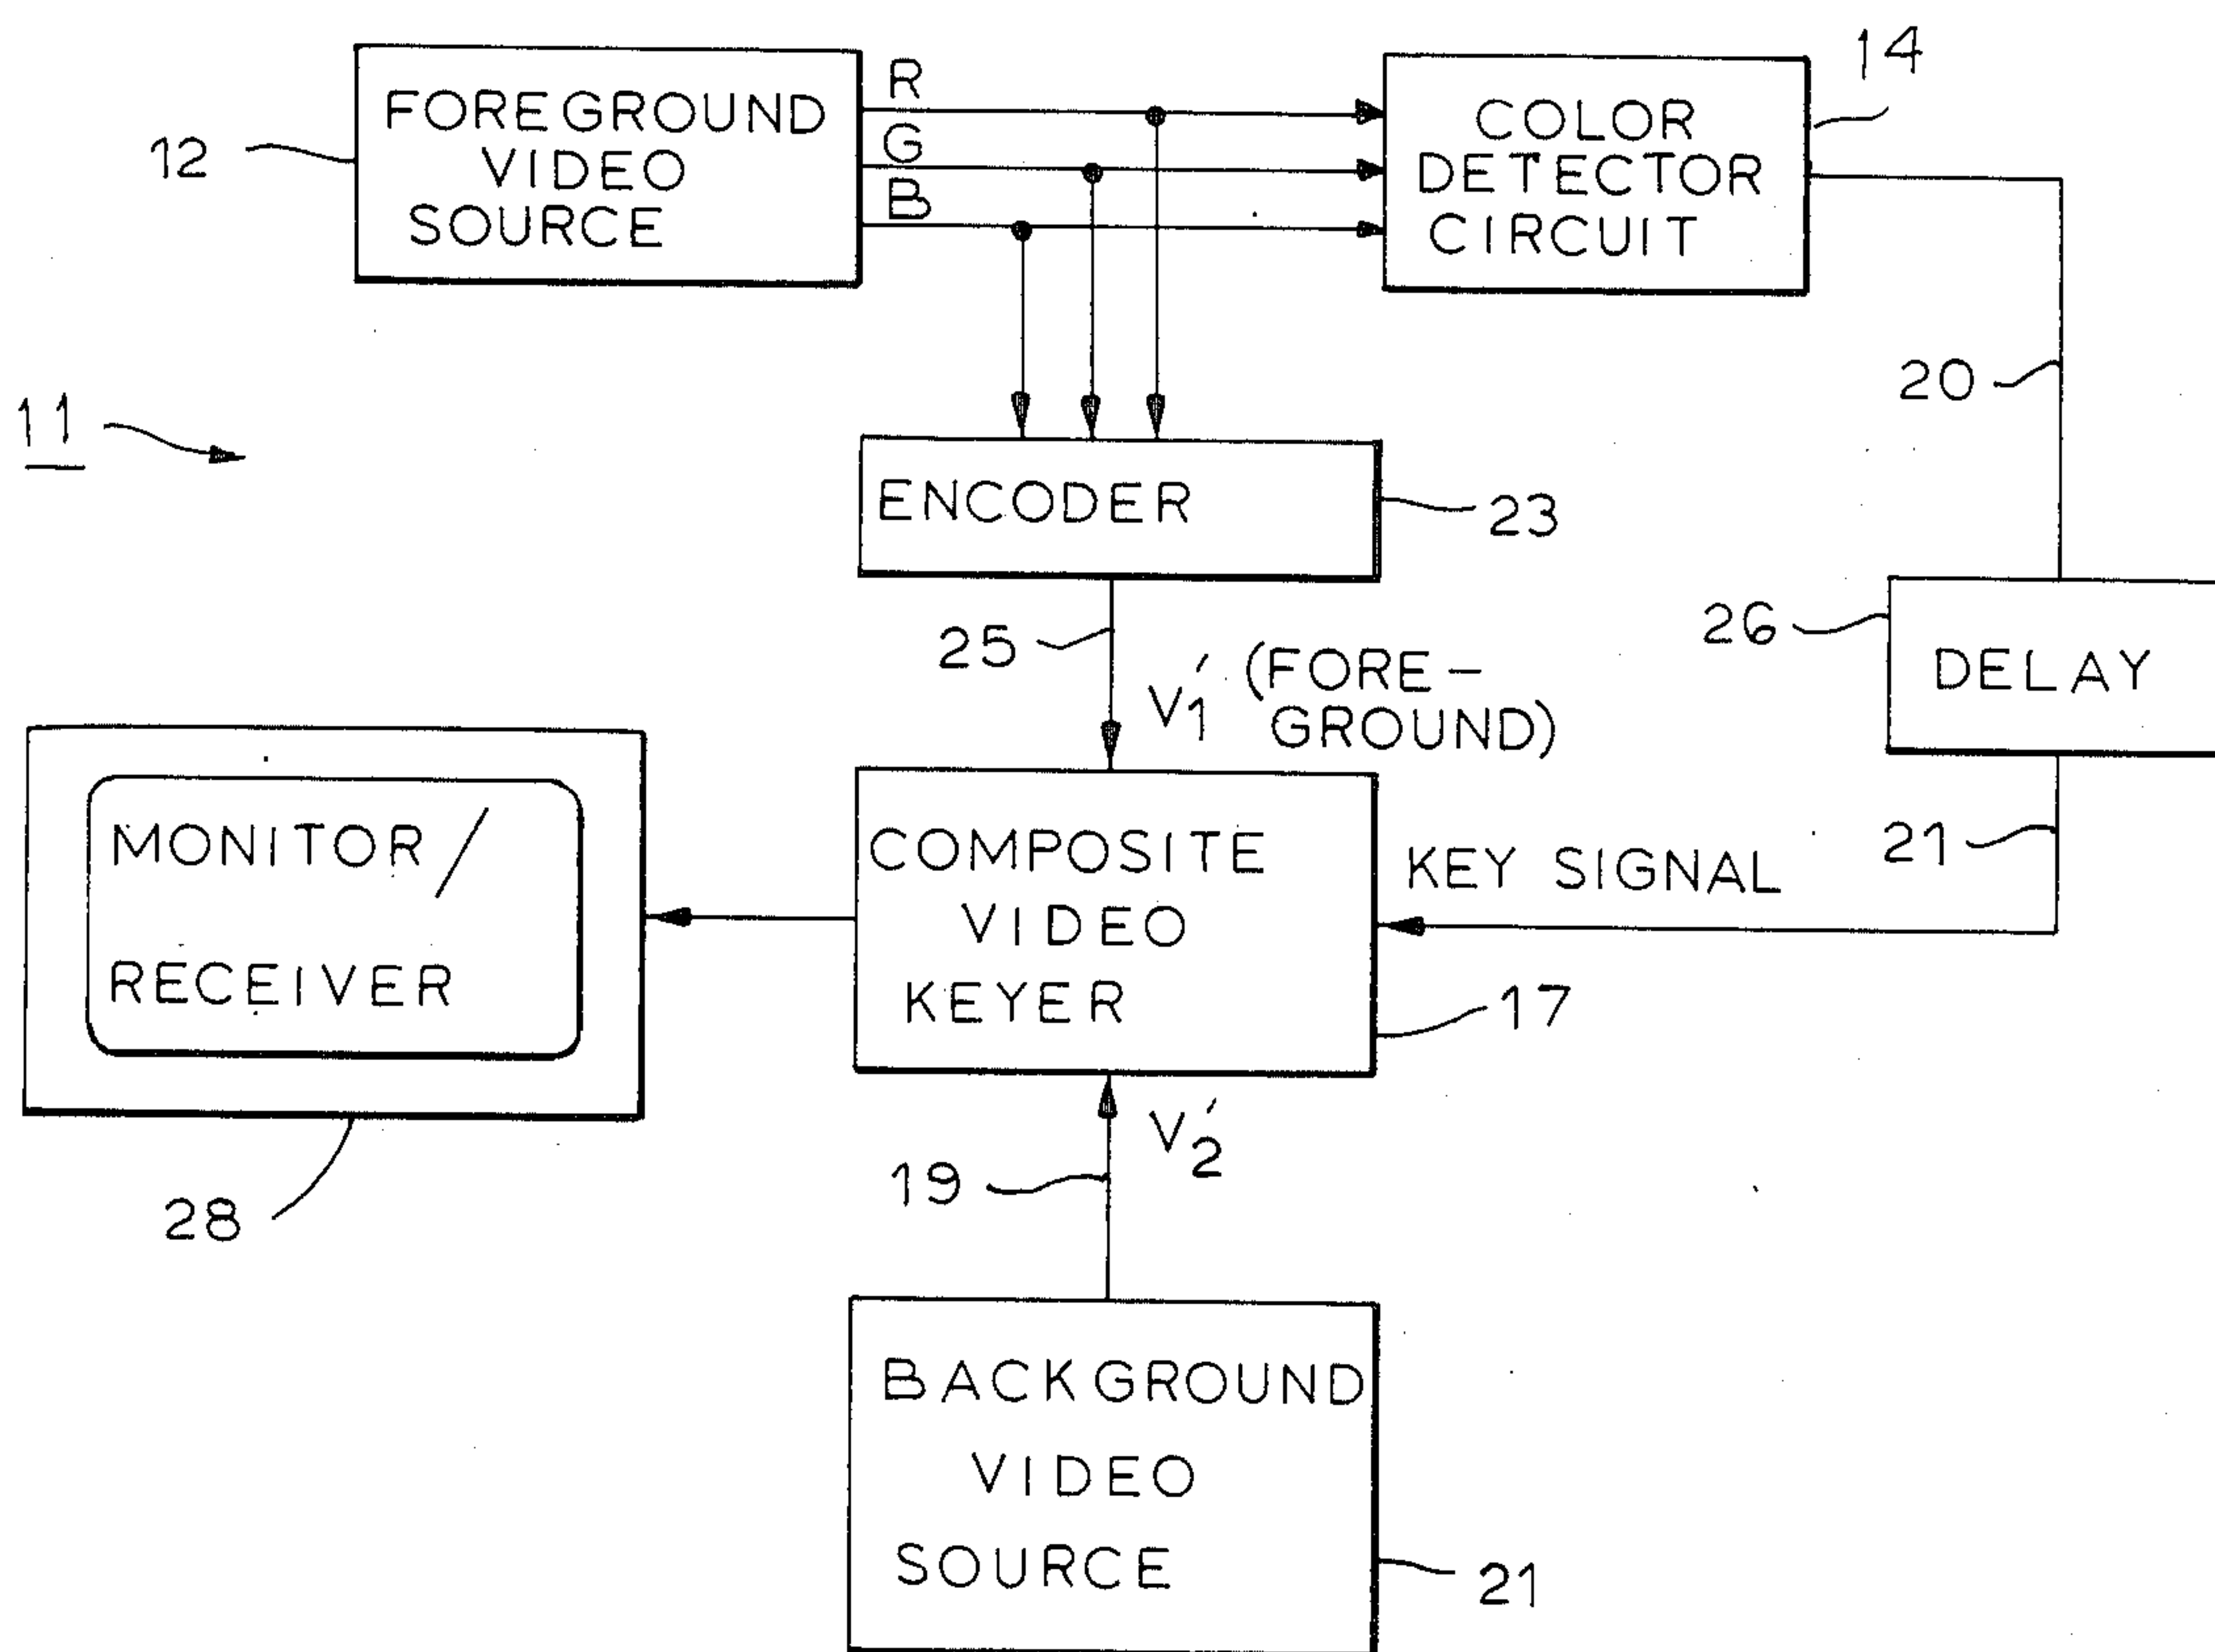 FOREGROUND
VIDEO
SOURCE
12
R
G
B
COLOR
DETECTOR
CIRCUIT
14
20
11
ENCODER
23
25
V1' (FORE-
GROUND)
26
DELAY
21
KEY SIGNAL
MONITOR/
RECEIVER
28
COMPOSITE
VIDEO
KEYER
17
V2'
19
BACKGROUND
VIDEO
SOURCE
21